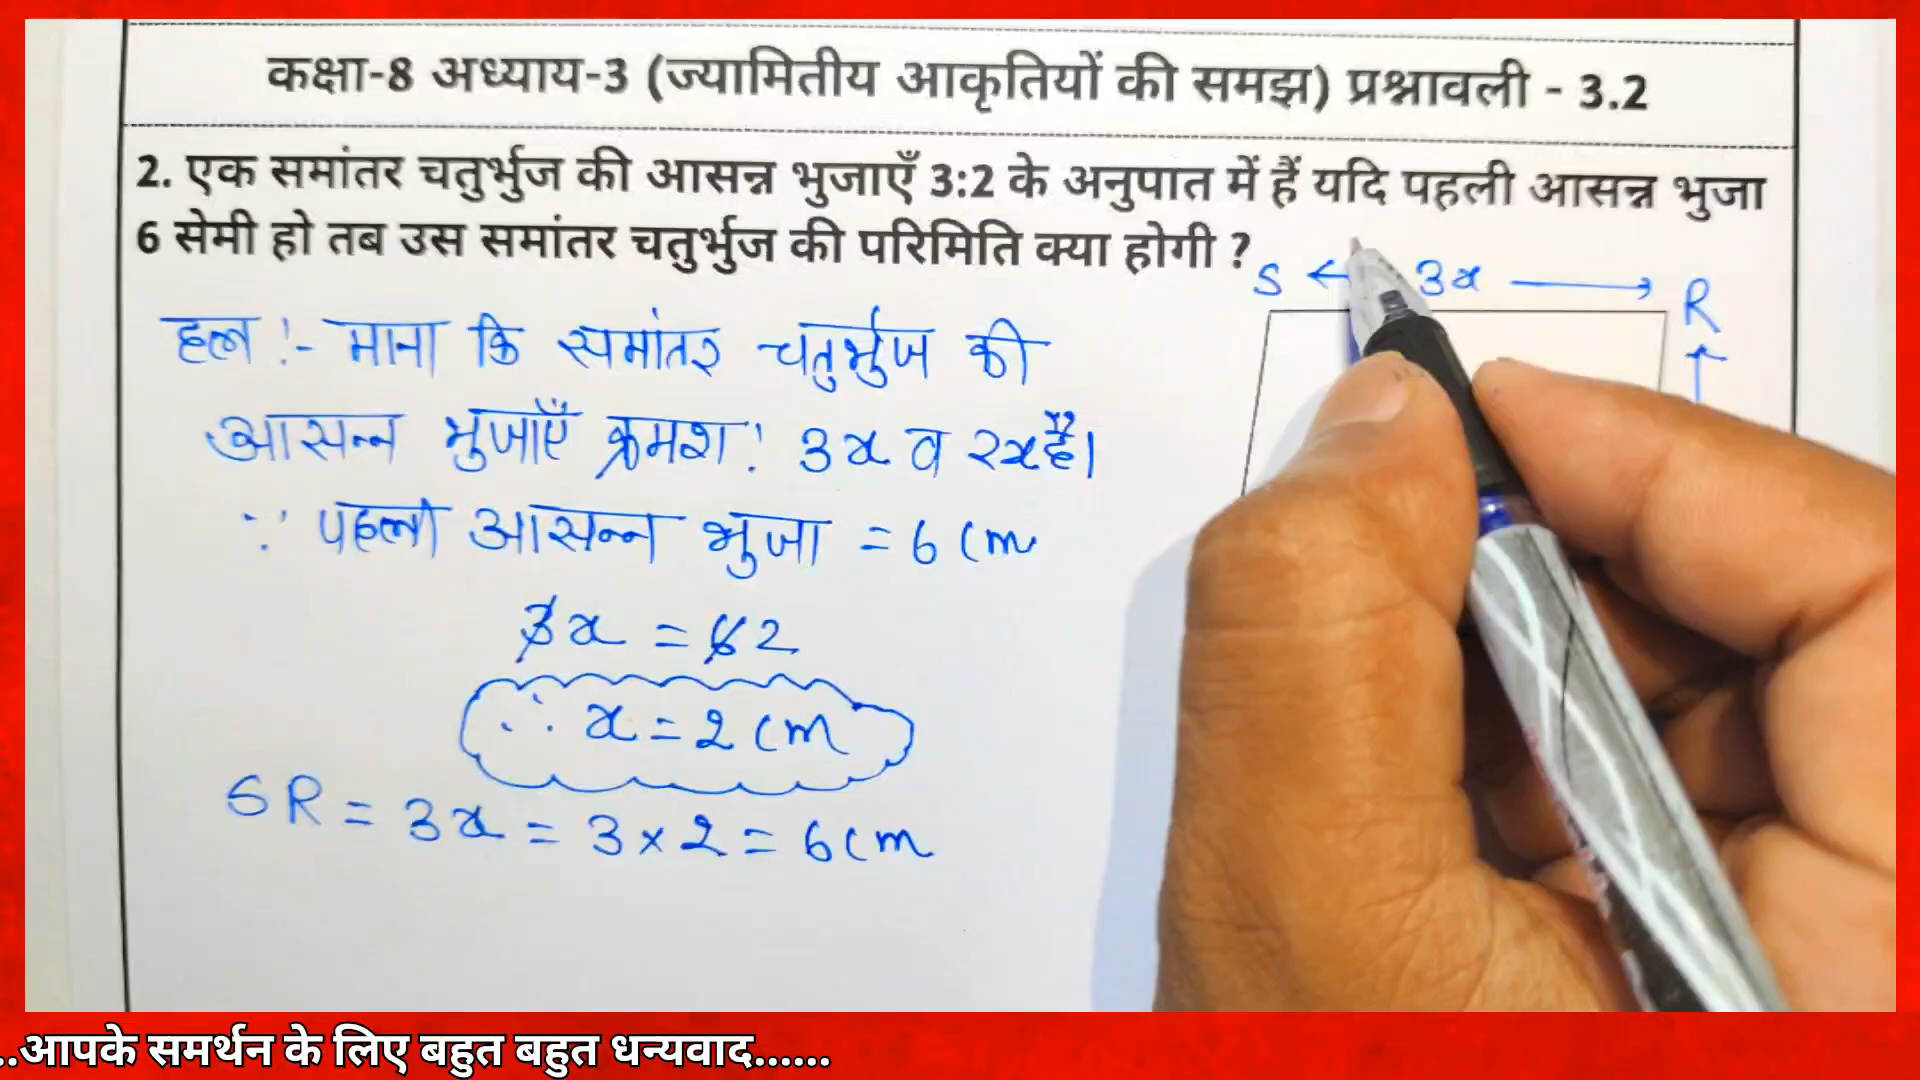 कक्षा-8 अध्याय-3 (ज्यामितीय आकृतियों की समझ) प्रश्नावली - 3.2
2. एक समांतर चतुर्भुज की आसन्न भुजाएँ 3:2 के अनुपात में हैं यदि पहली आसन्न भुजा
6 सेमी हो तब उस समांतर चतुर्भुज की परिमिति क्या होगी ?
S ← 3x → R
↑
हल :- माना कि समांतर चतुर्भुज की
आसन्न भुजाएँ क्रमश: 3x व 2x हैं।
∵ पहली आसन्न भुजा = 6 cm
3x = 6 2
∴ x = 2 cm
SR = 3x = 3 × 2 = 6 cm
..आपके समर्थन के लिए बहुत बहुत धन्यवाद......